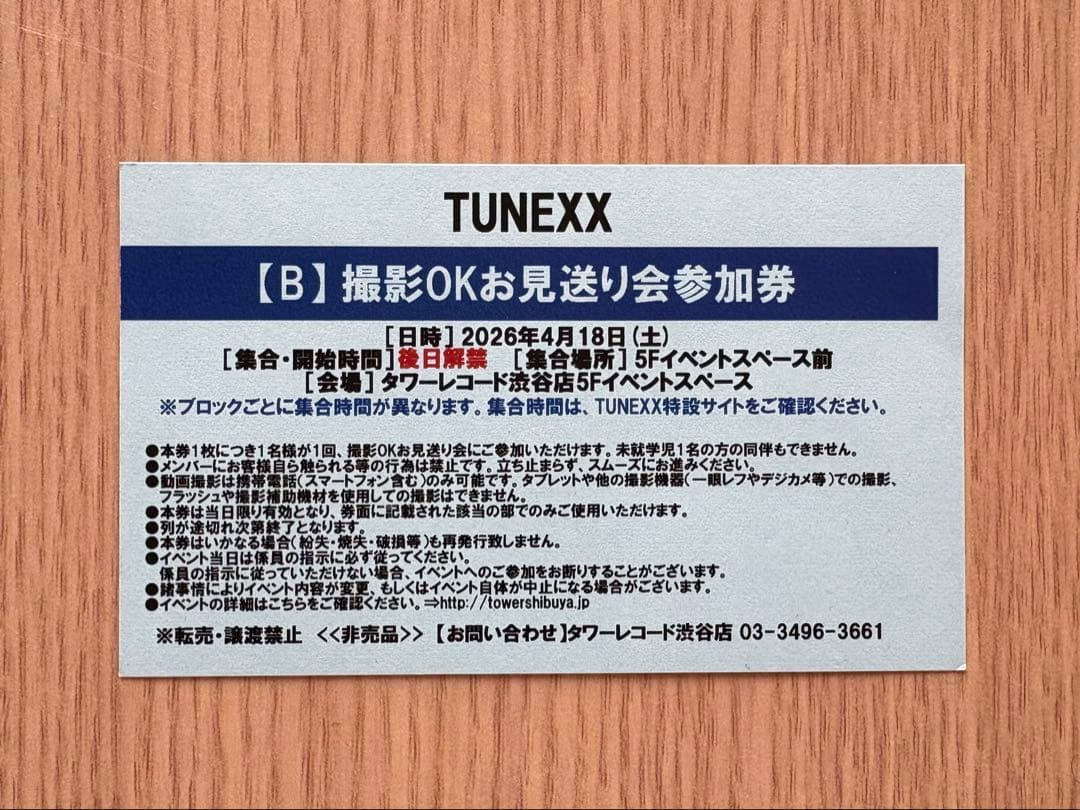 TUNEXX
【B】撮影OKお見送り会参加券
[日時] 2026年4月18日(土)
[集合・開始時間]後日解禁 [集合場所] 5Fイベントスペース前
[会場] タワーレコード渋谷店5Fイベントスペース
※ブロックごとに集合時間が異なります。集合時間は、TUNEXX特設サイトをご確認ください。
●本券1枚につき1名様が1回、撮影OKお見送り会にご参加いただけます。未就学児1名の方の同伴もできません。
●メンバーにお客様自ら触られる等の行為は禁止です。立ち止まらず、スムーズにお進みください。
●動画撮影は携帯電話(スマートフォン含む)のみ可能です。タブレットや他の撮影機器(一眼レフやデジカメ等)での撮影、
フラッシュや撮影補助機材を使用しての撮影はできません。
●本券は当日限り有効となり、券面に記載された該当の部でのみご使用いただけます。
●列が途切れ次第終了となります。
●本券はいかなる場合(紛失・焼失・破損等)も再発行致しません。
●イベント当日は係員の指示に必ず従ってください。
係員の指示に従っていただけない場合、イベントへのご参加をお断りすることがございます。
●諸事情によりイベント内容が変更、もしくはイベント自体が中止になる場合がございます。
●イベントの詳細はこちらをご確認ください。⇒http://towershibuya.jp
※転売・譲渡禁止 <<非売品>> 【お問い合わせ】タワーレコード渋谷店 03-3496-3661